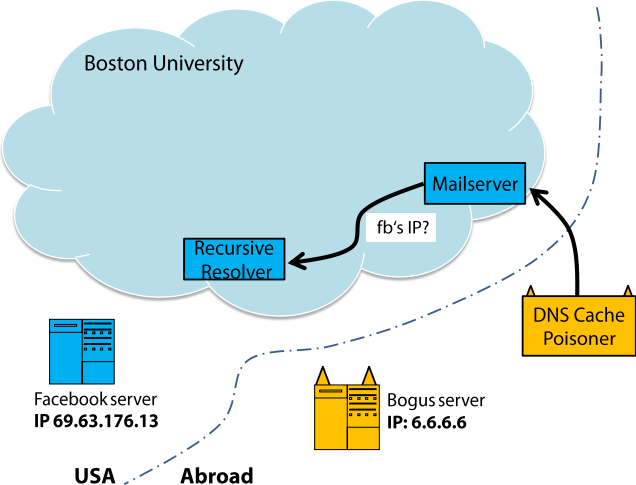 Boston University
Mailserver
fb's IP?
Recursive
Resolver
DNS Cache
Poisoner
Facebook server
IP 69.63.176.13
Bogus server
IP: 6.6.6.6
USA
Abroad